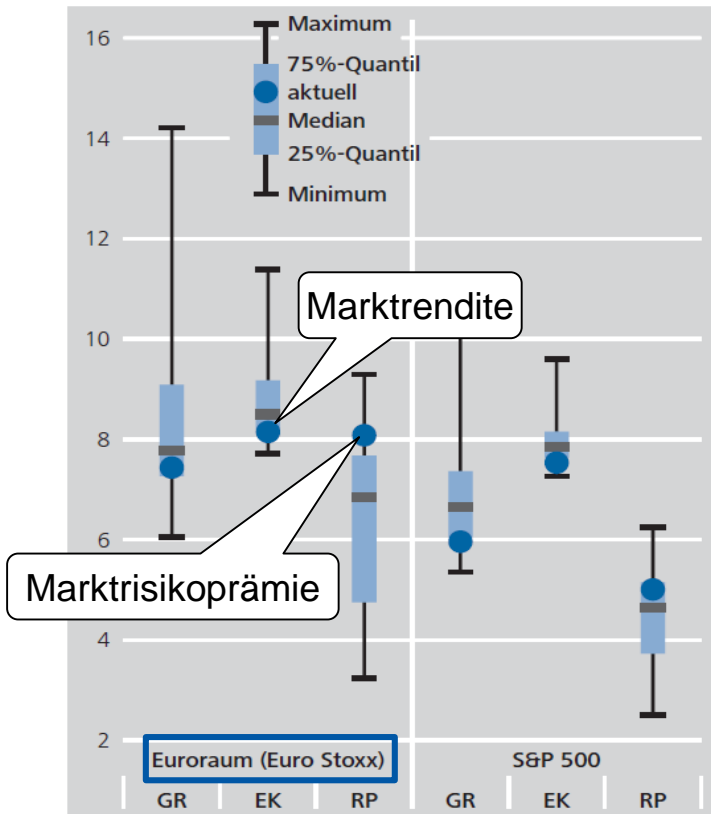 16
Maximum
75%-Quantil
aktuell
Median
25%-Quantil
Minimum
14
12
Marktrendite
10
8
6
Marktrisikoprämie
4
2
Euroraum (Euro Stoxx) S&P 500
GR EK RP GR EK RP